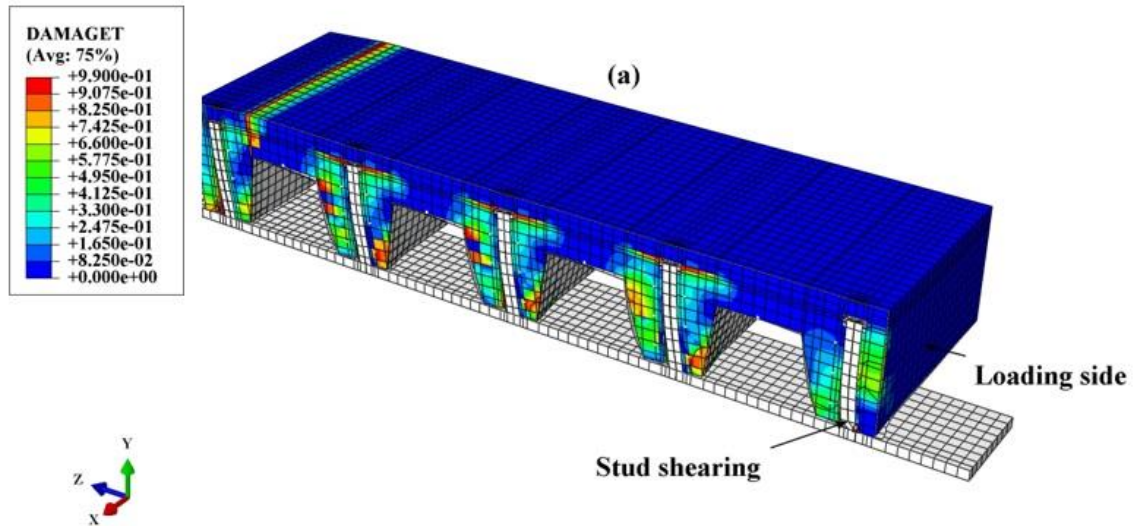 DAMAGET
(Avg: 75%)
+9.900e-01
+9.075e-01
+8.250e-01
+7.425e-01
+6.600e-01
+5.775e-01
+4.950e-01
+4.125e-01
+3.300e-01
+2.475e-01
+1.650e-01
+8.250e-02
+0.000e+00
(a)
Loading side
Stud shearing
Y
Z
X